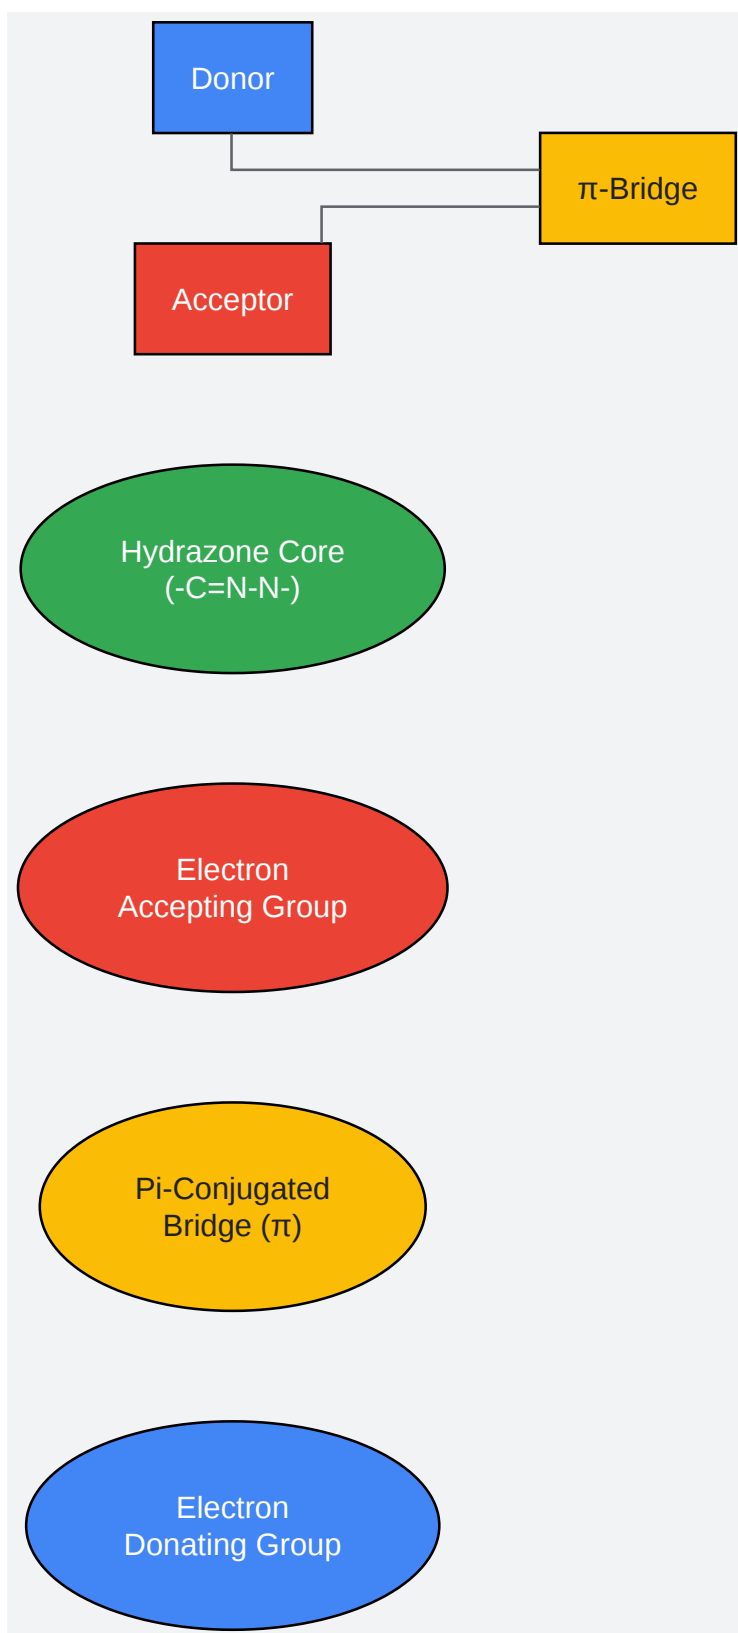 Donor
π-Bridge
Acceptor
Hydrazone Core
(-C=N-N-)
Electron
Accepting Group
Pi-Conjugated
Bridge (π)
Electron
Donating Group